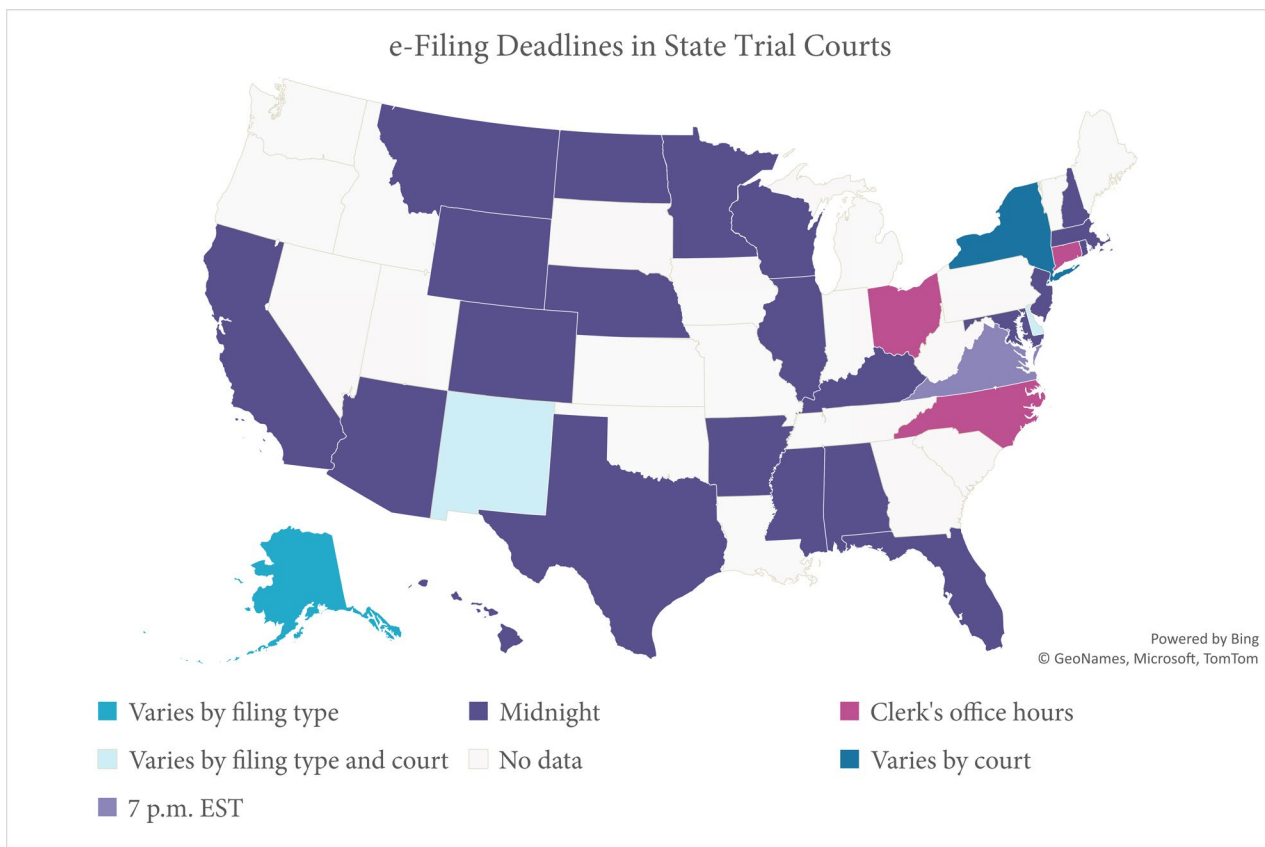 e-Filing Deadlines in State Trial Courts
Powered by Bing
© GeoNames, Microsoft, TomTom
Varies by filing type
Midnight
Clerk's office hours
Varies by filing type and court
No data
Varies by court
7 p.m. EST